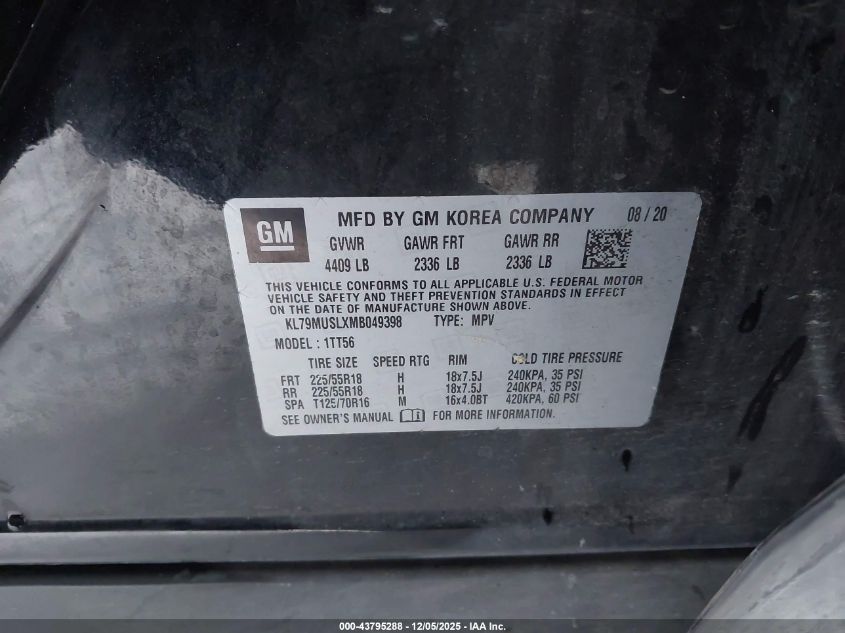 GM
MFD BY GM KOREA COMPANY 08 / 20
GVWR GAWR FRT GAWR RR
4409 LB 2336 LB 2336 LB
THIS VEHICLE CONFORMS TO ALL APPLICABLE U.S. FEDERAL MOTOR
VEHICLE SAFETY AND THEFT PREVENTION STANDARDS IN EFFECT
ON THE DATE OF MANUFACTURE SHOWN ABOVE.
KL79MUSLXMB049398 TYPE: MPV
MODEL : 1TT56
TIRE SIZE SPEED RTG RIM COLD TIRE PRESSURE
FRT 225/55R18 H 18x7.5J 240KPA, 35 PSI
RR 225/55R18 H 18x7.5J 240KPA, 35 PSI
SPA T125/70R16 M 16x4.0BT 420KPA, 60 PSI
SEE OWNER'S MANUAL FOR MORE INFORMATION.
000-43795288 - 12/05/2025 - IAA Inc.